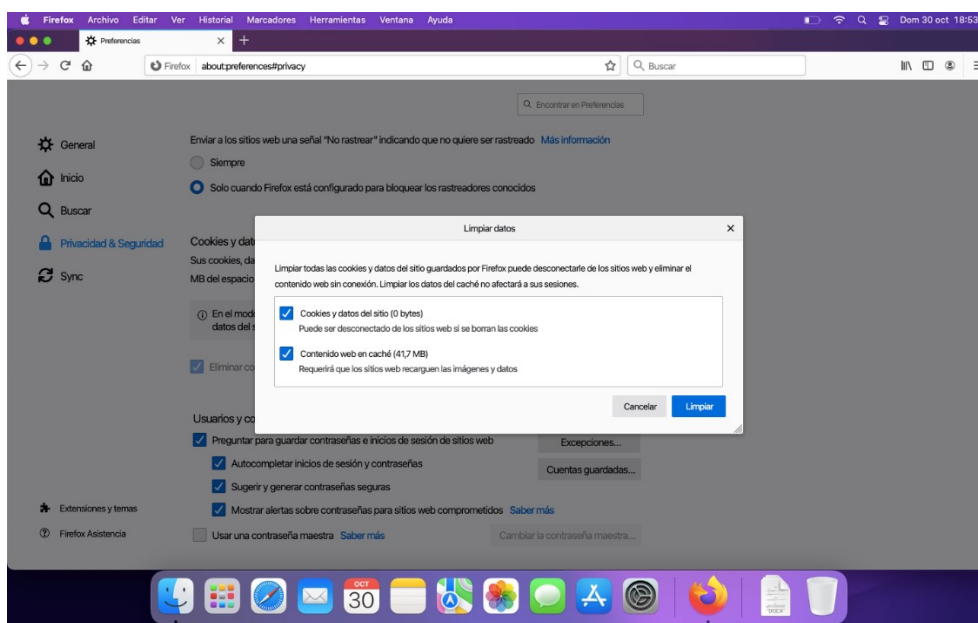 Firefox Archivo Editar Ver Historial Marcadores Herramientas Ventana Ayuda Dom 30 oct 18:53
Preferencias
Firefox about:preferences#privacy Buscar
Encontrar en Preferencias
General
Inicio
Buscar
Privacidad & Seguridad
Sync
Extensiones y temas
Firefox Asistencia
Enviar a los sitios web una señal "No rastrear" indicando que no quiere ser rastreado Más información
Siempre
Solo cuando Firefox está configurado para bloquear los rastreadores conocidos
Cookies y dat
Sus cookies, da
MB del espacio
En el mod
datos del s
Eliminar co
Limpiar datos
Limpiar todas las cookies y datos del sitio guardados por Firefox puede desconectarle de los sitios web y eliminar el
contenido web sin conexión. Limpiar los datos del caché no afectará a sus sesiones.
Cookies y datos del sitio (0 bytes)
Puede ser desconectado de los sitios web si se borran las cookies
Contenido web en caché (41,7 MB)
Requerirá que los sitios web recarguen las imágenes y datos
Cancelar Limpiar
Usuarios y co
Preguntar para guardar contraseñas e inicios de sesión de sitios web Excepciones...
Autocompletar inicios de sesión y contraseñas Cuentas guardadas...
Sugerir y generar contraseñas seguras
Mostrar alertas sobre contraseñas para sitios web comprometidos Saber más
Usar una contraseña maestra Saber más Cambiar la contraseña maestra...
OCT
30
DOCX